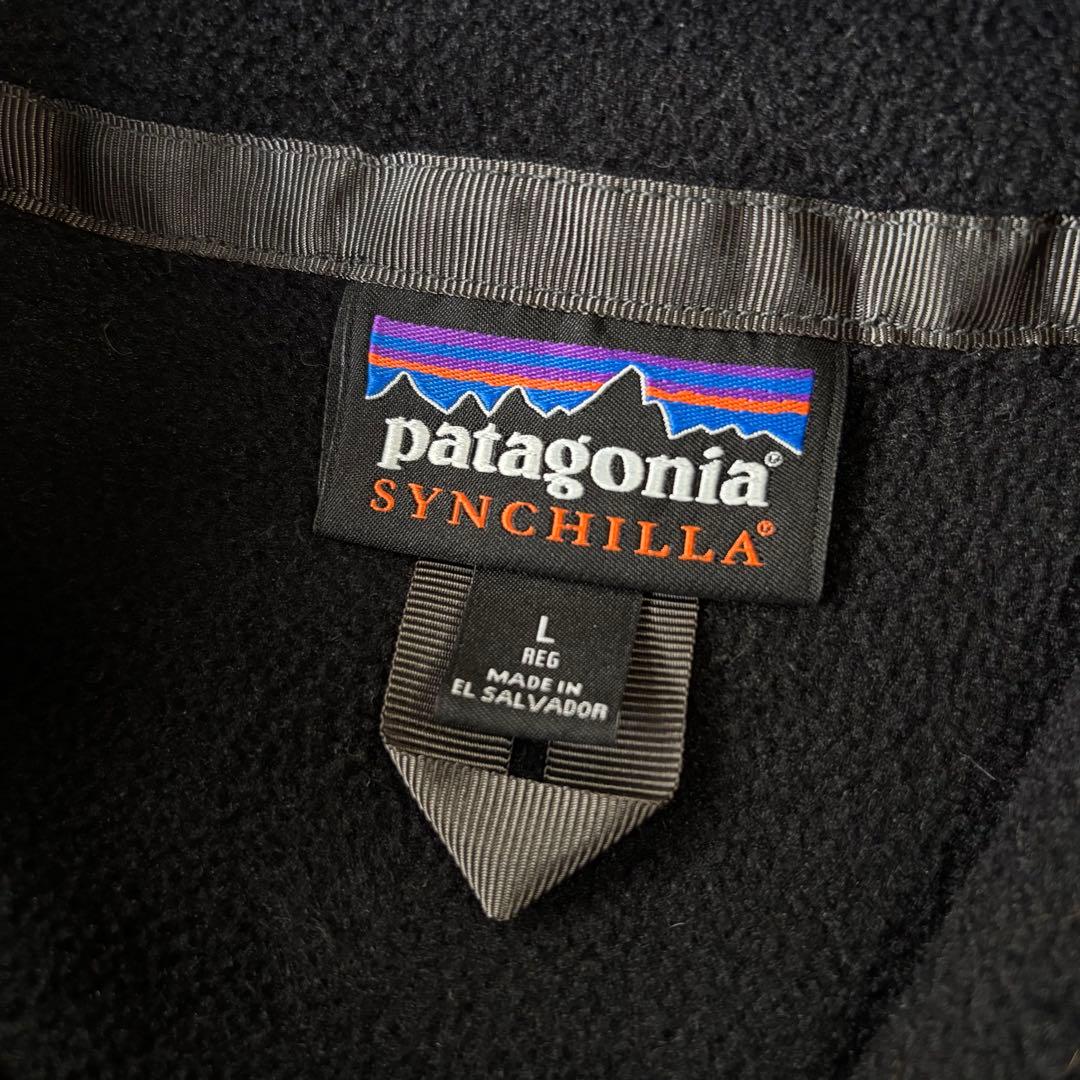 patagonia®
SYNCHILLA®
L
REG
MADE IN
EL SALVADOR